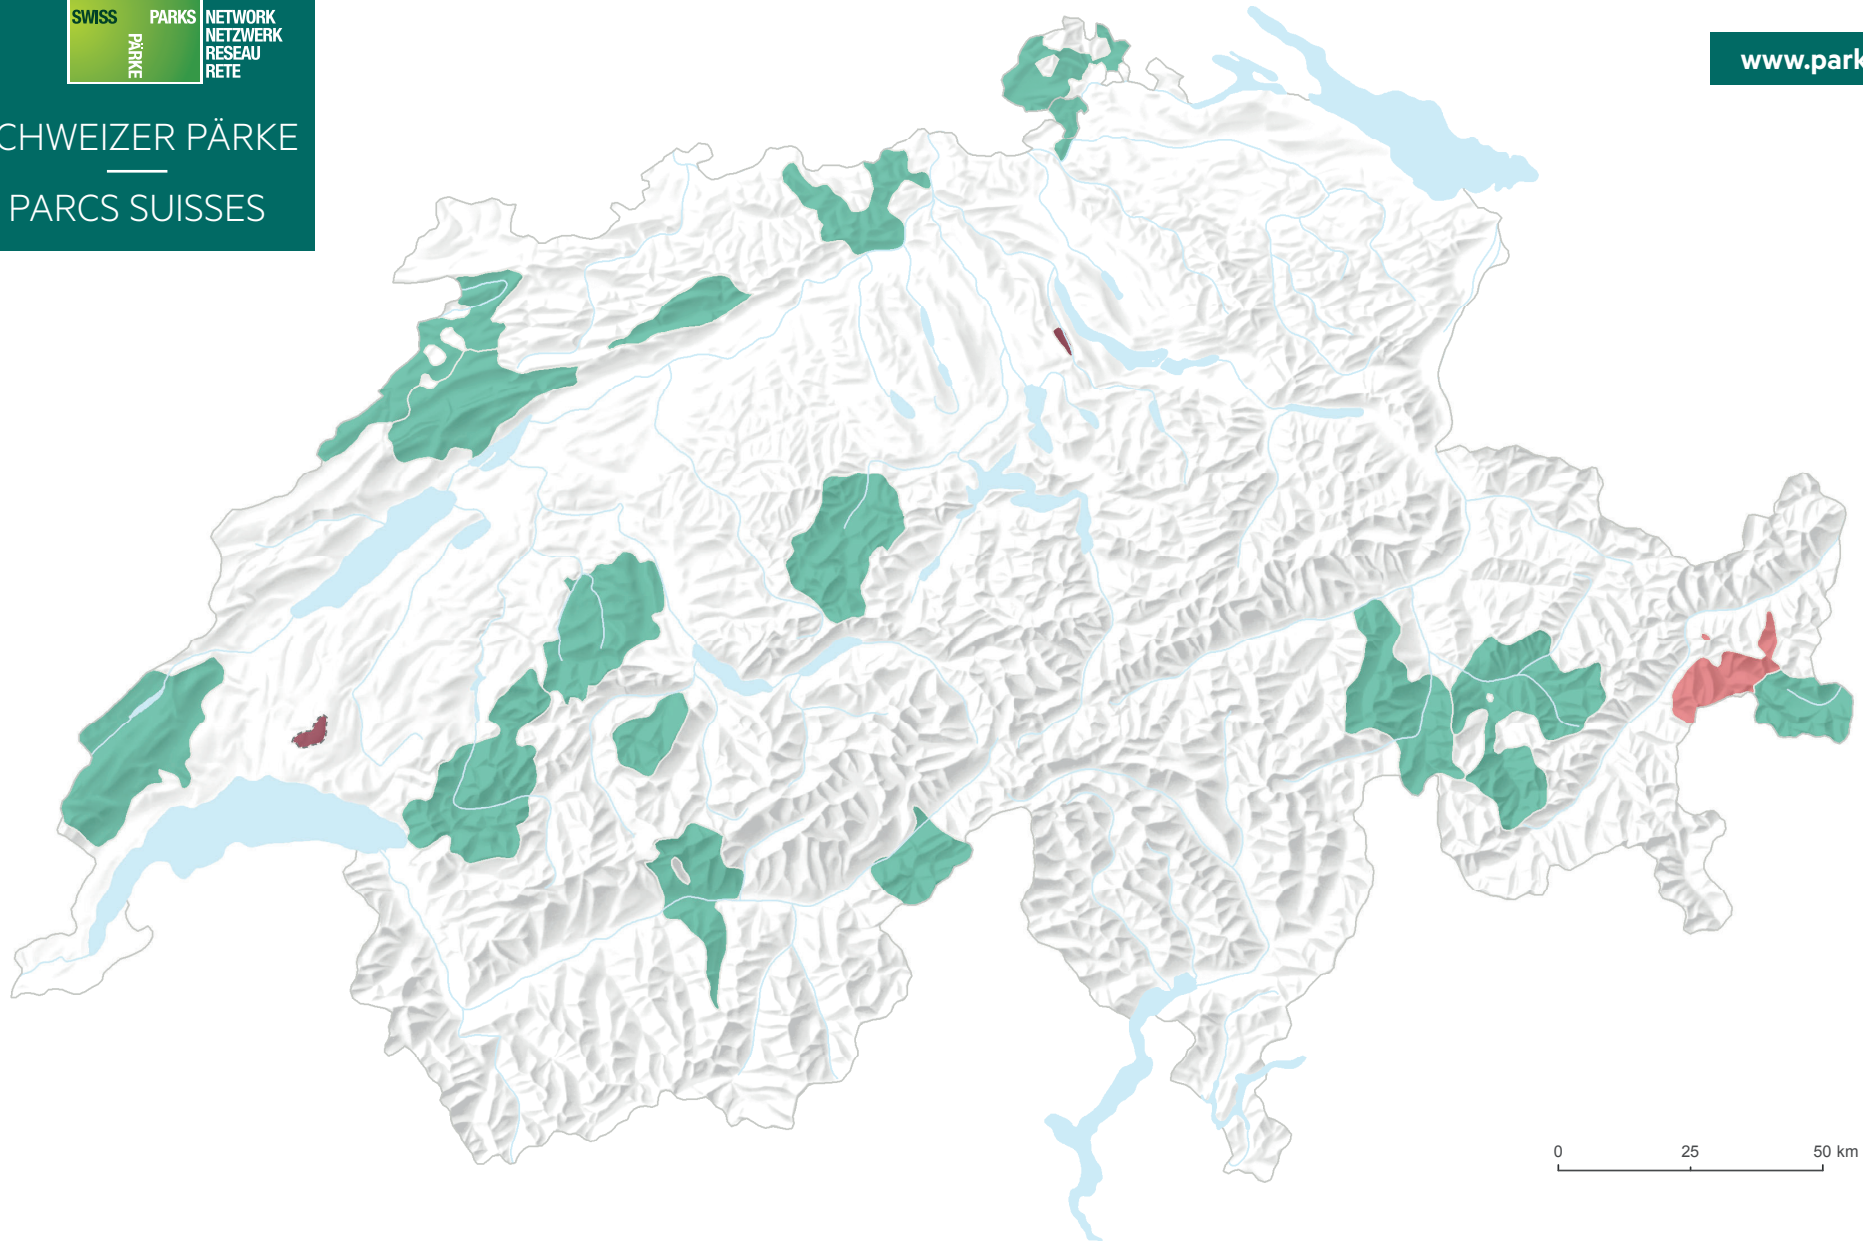 SWISS PARKS
PÄRKE
NETWORK
NETZWERK
RESEAU
RETE
CHWEIZER PÄRKE
PARCS SUISSES
www.park
0 25 50 km